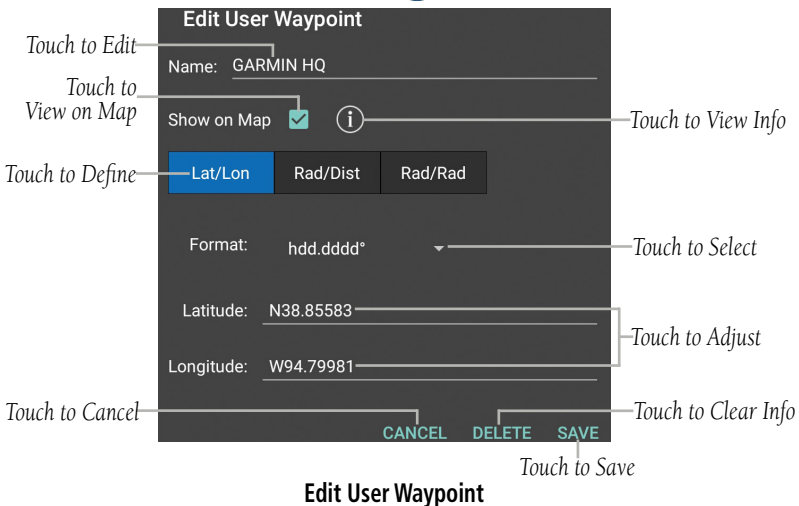 Edit User Waypoint
Touch to Edit
Name: GARMIN HQ
Touch to
View on Map
Show on Map
i
Touch to View Info
Touch to Define
Lat/Lon Rad/Dist Rad/Rad
Format: hdd.dddd°
Touch to Select
Latitude: N38.85583
Touch to Adjust
Longitude: W94.79981
Touch to Cancel
Touch to Clear Info
CANCEL DELETE SAVE
Touch to Save
Edit User Waypoint